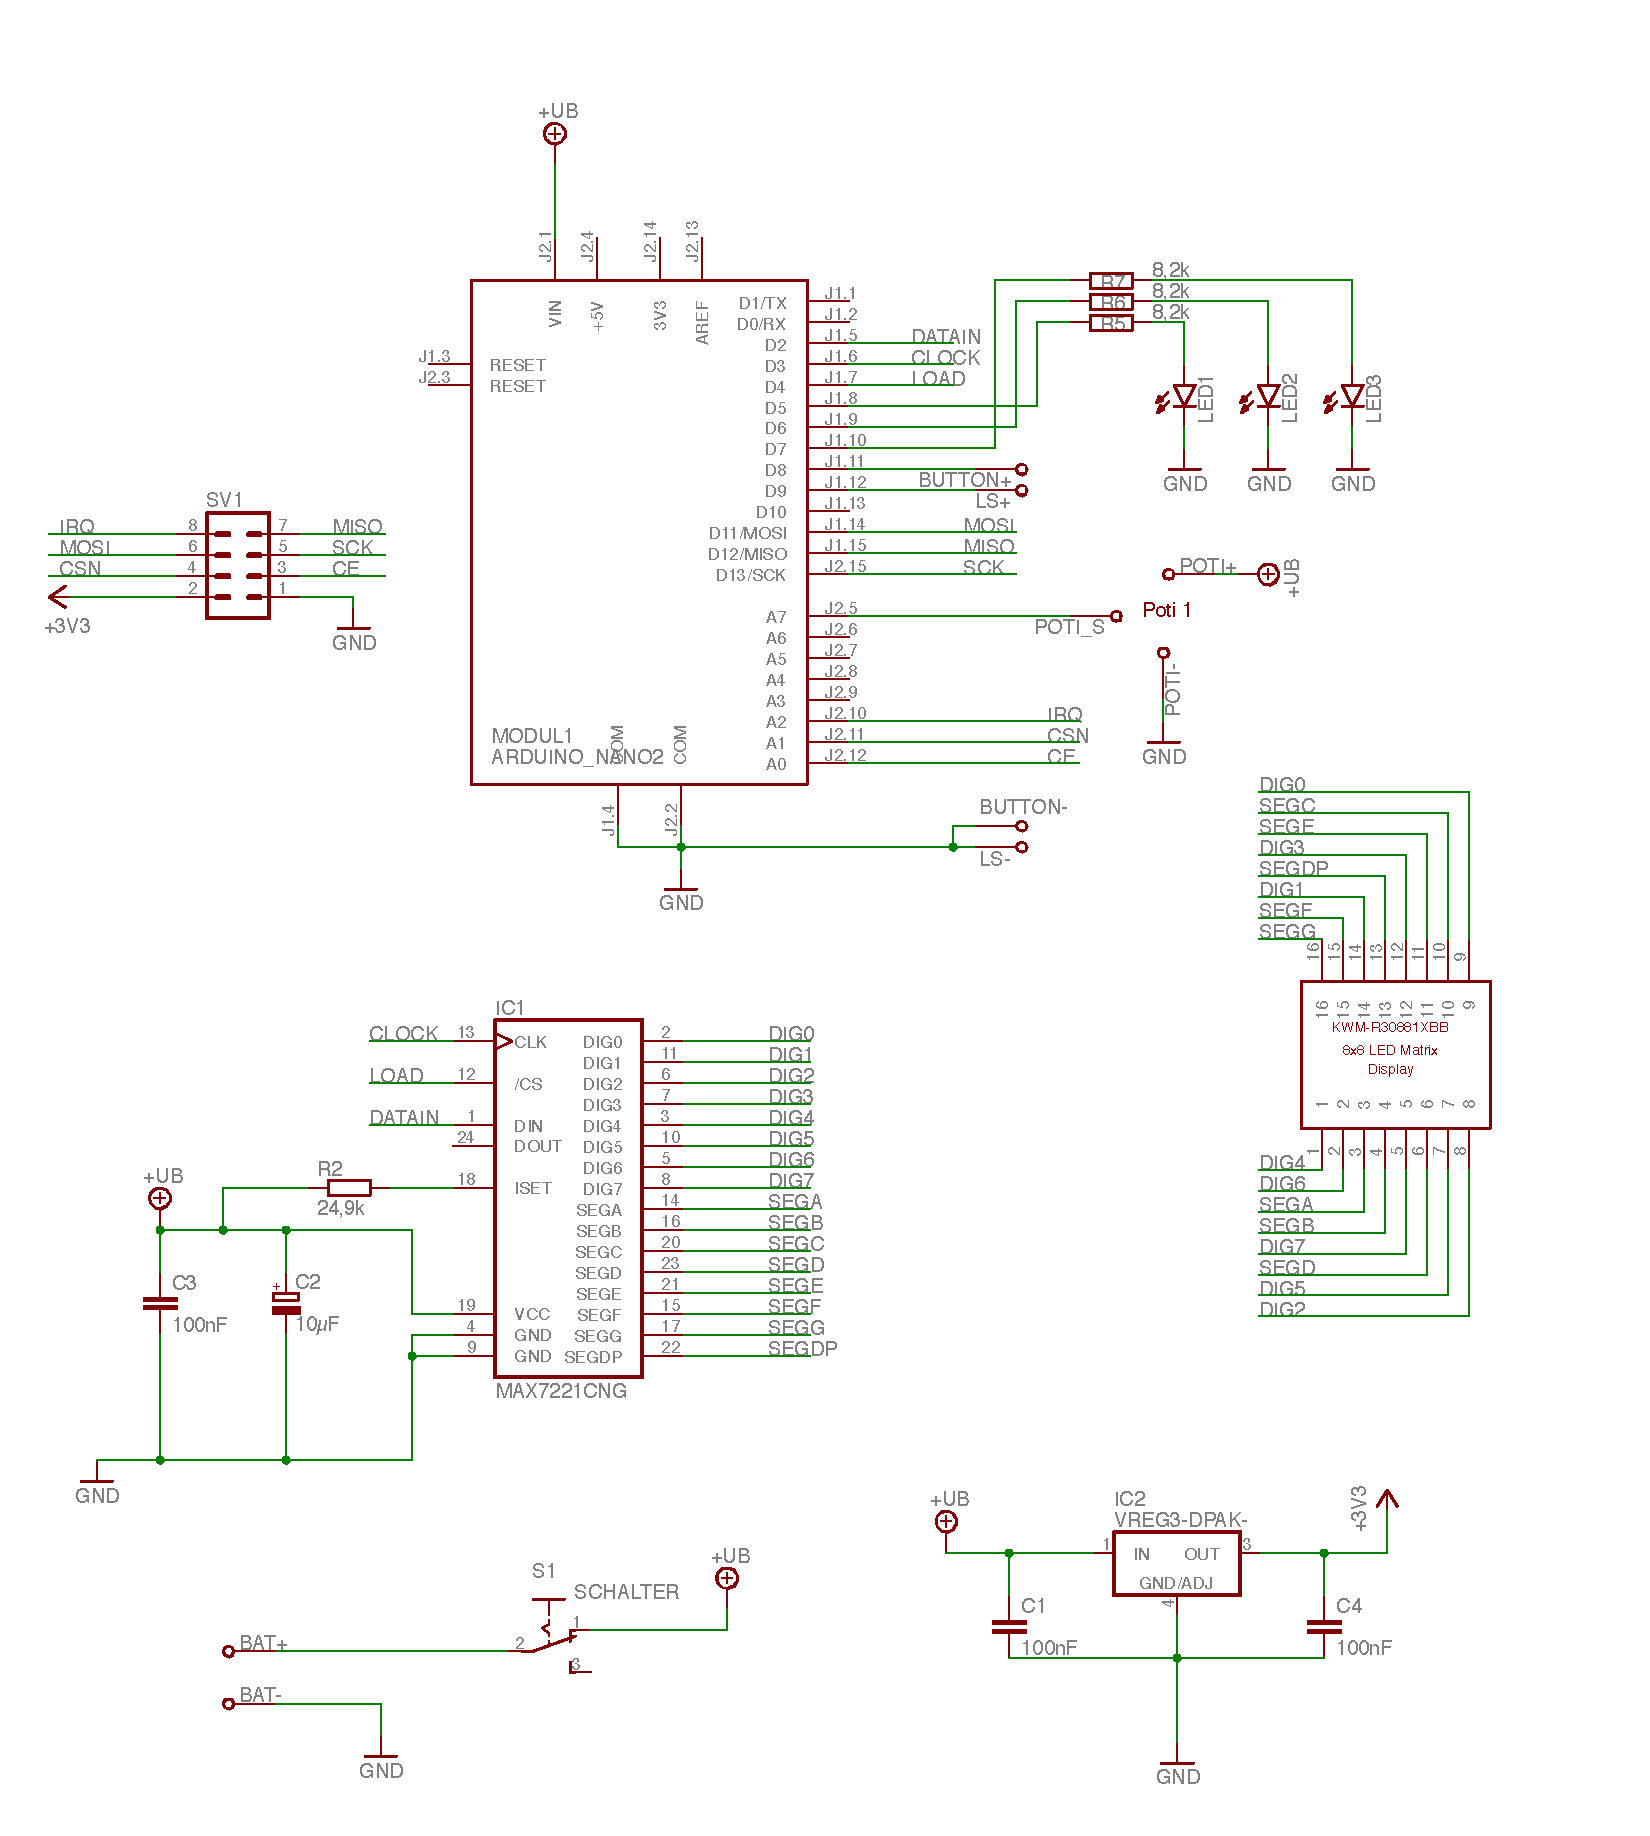 +UB
J2.1
J2.4
J2.14
J2.13
VIN
+5V
3V3
AREF
J1.3
RESET
J2.3
RESET
D1/TX
J1.1
D0/RX
J1.2
D2
J1.5
DATAIN
D3
J1.6
CLOCK
D4
J1.7
LOAD
D5
J1.8
D6
J1.9
D7
J1.10
D8
J1.11
BUTTON+
D9
J1.12
LS+
D10
J1.13
D11/MOSI
J1.14
MOSI
D12/MISO
J1.15
MISO
D13/SCK
J2.15
SCK
A7
J2.5
POTI_S
A6
J2.6
A5
J2.7
A4
J2.8
A3
J2.9
A2
J2.10
IRQ
A1
J2.11
CSN
A0
J2.12
CE
MODUL1
ARDUINO_NANO2
COM
COM
J1.4
J2.2
GND
BUTTON-
LS-
R7
8,2k
R6
8,2k
R5
8,2k
LED1
LED2
LED3
GND
GND
GND
POTI+
+UB
Poti 1
POTI-
GND
SV1
IRQ
8
7
MISO
MOSI
6
5
SCK
CSN
4
3
CE
2
1
+3V3
GND
DIG0
SEGC
SEGE
DIG3
SEGDP
DIG1
SEGF
SEGG
16
15
14
13
12
11
10
9
16
15
14
13
12
11
10
9
KWM-R30881XBB
8x8 LED Matrix
Display
1
2
3
4
5
6
7
8
1
2
3
4
5
6
7
8
DIG4
DIG6
SEGA
SEGB
DIG7
SEGD
DIG5
DIG2
IC1
CLOCK
13
CLK
LOAD
12
/CS
DATAIN
1
DIN
24
DOUT
18
ISET
19
VCC
4
GND
9
GND
DIG0
2
DIG0
DIG1
11
DIG1
DIG2
6
DIG2
DIG3
7
DIG3
DIG4
3
DIG4
DIG5
10
DIG5
DIG6
5
DIG6
DIG7
8
DIG7
SEGA
14
SEGA
SEGB
16
SEGB
SEGC
20
SEGC
SEGD
23
SEGD
SEGE
21
SEGE
SEGF
15
SEGF
SEGG
17
SEGG
SEGDP
22
SEGDP
MAX7221CNG
+UB
R2
24,9k
C3
100nF
+
C2
10µF
GND
S1
SCHALTER
+UB
BAT+
2
1
3
BAT-
GND
+UB
IC2
VREG3-DPAK-
1
IN
OUT
3
GND/ADJ
4
+3V3
C1
100nF
C4
100nF
GND